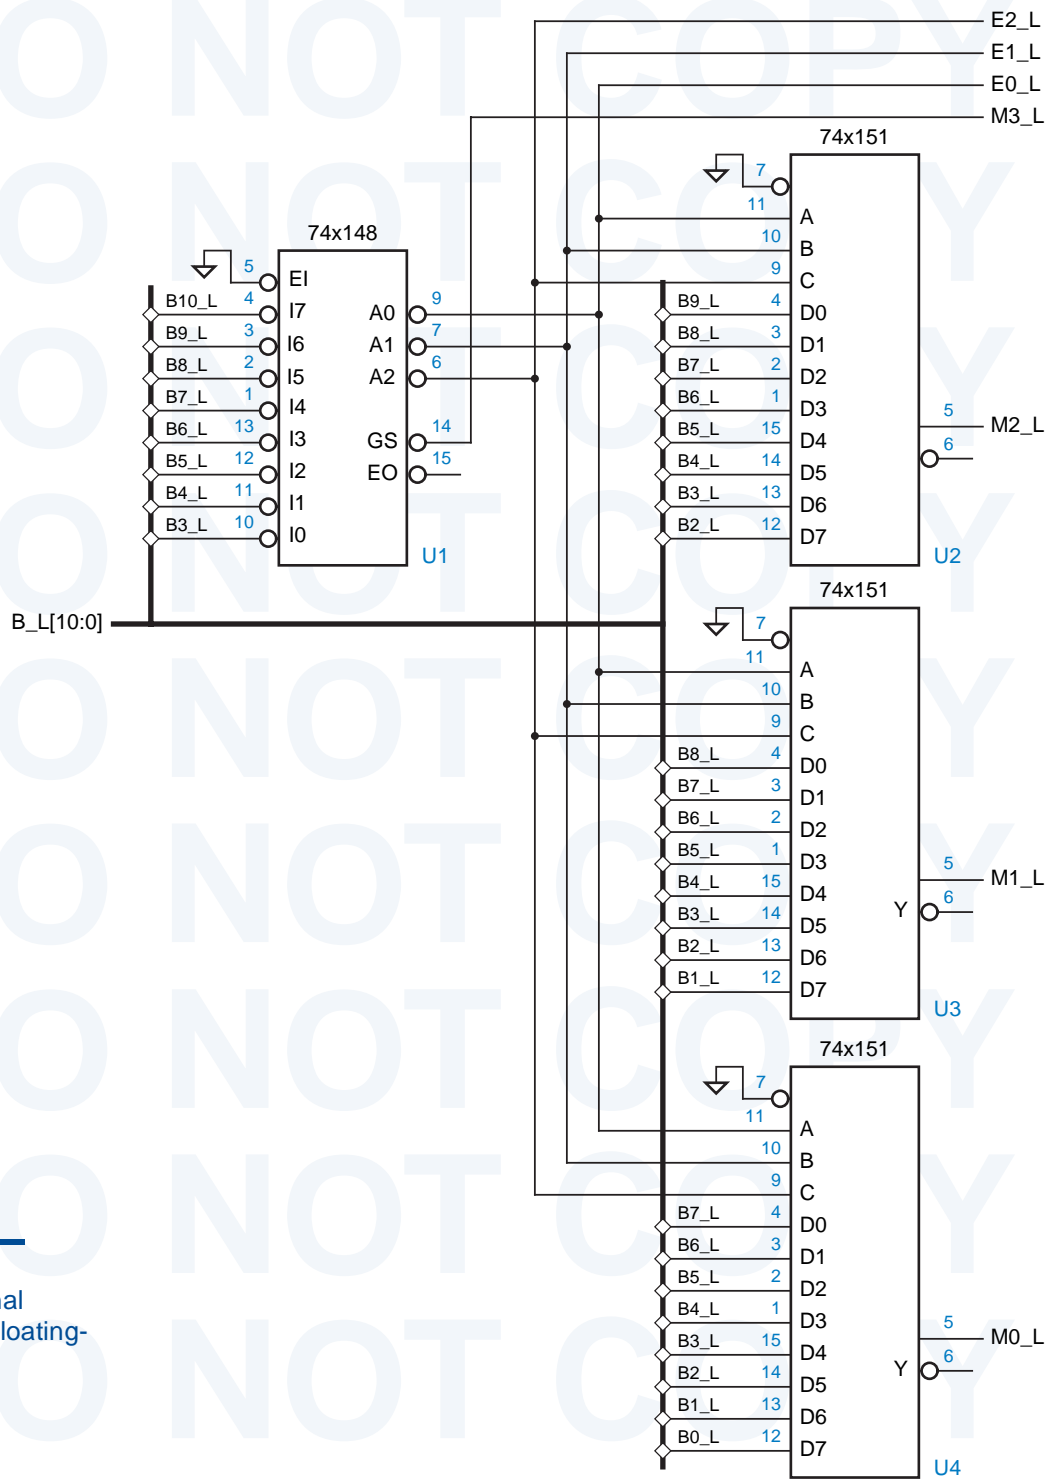 DO NOT COPY
E2_L
E1_L
E0_L
M3_L
74x148
5 EI
B10_L 4 I7 A0 9
B9_L 3 I6 A1 7
B8_L 2 I5 A2 6
B7_L 1 I4
B6_L 13 I3 GS 14
B5_L 12 I2 EO 15
B4_L 11 I1
B3_L 10 I0
U1
B_L[10:0]
74x151
7
11 A
10 B
9 C
B9_L 4 D0
B8_L 3 D1
B7_L 2 D2
B6_L 1 D3 5 M2_L
B5_L 15 D4 6
B4_L 14 D5
B3_L 13 D6
B2_L 12 D7
U2
74x151
7
11 A
10 B
9 C
B8_L 4 D0
B7_L 3 D1
B6_L 2 D2
B5_L 1 D3 5 M1_L
B4_L 15 D4 Y 6
B3_L 14 D5
B2_L 13 D6
B1_L 12 D7
U3
74x151
7
11 A
10 B
9 C
B7_L 4 D0
B6_L 3 D1
B5_L 2 D2
B4_L 1 D3 5 M0_L
B3_L 15 D4 Y 6
B2_L 14 D5
B1_L 13 D6
B0_L 12 D7
U4
loating-